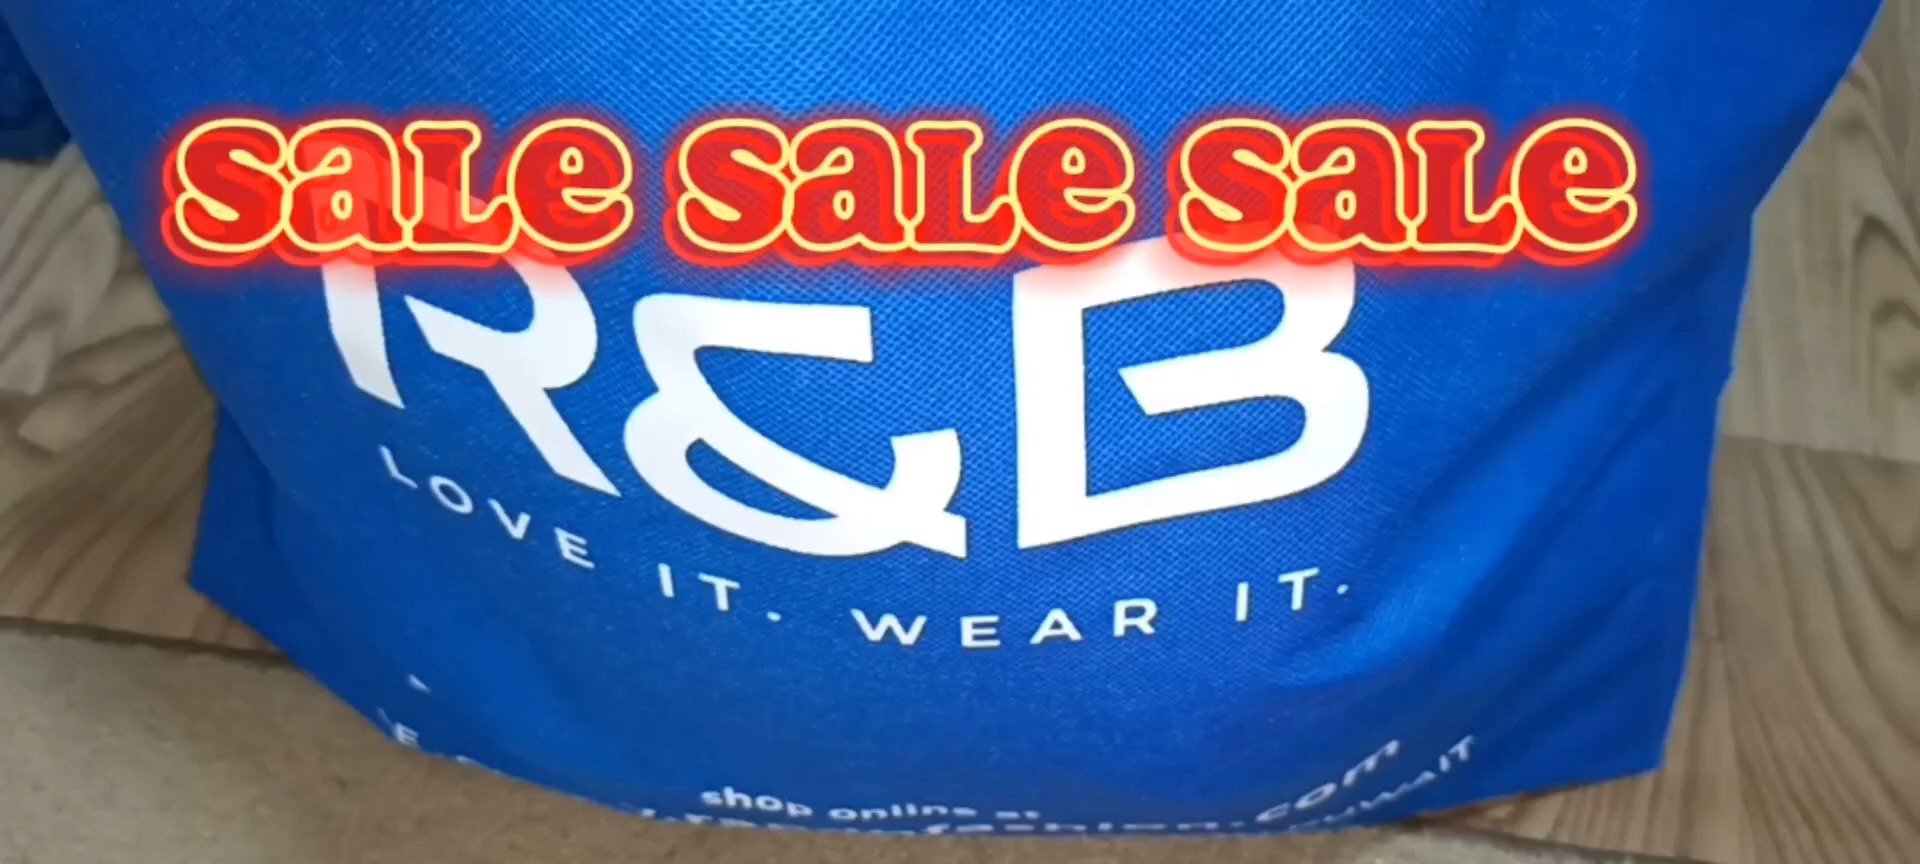 sale sale sale
R&B
LOVE IT. WEAR IT.
shop online at